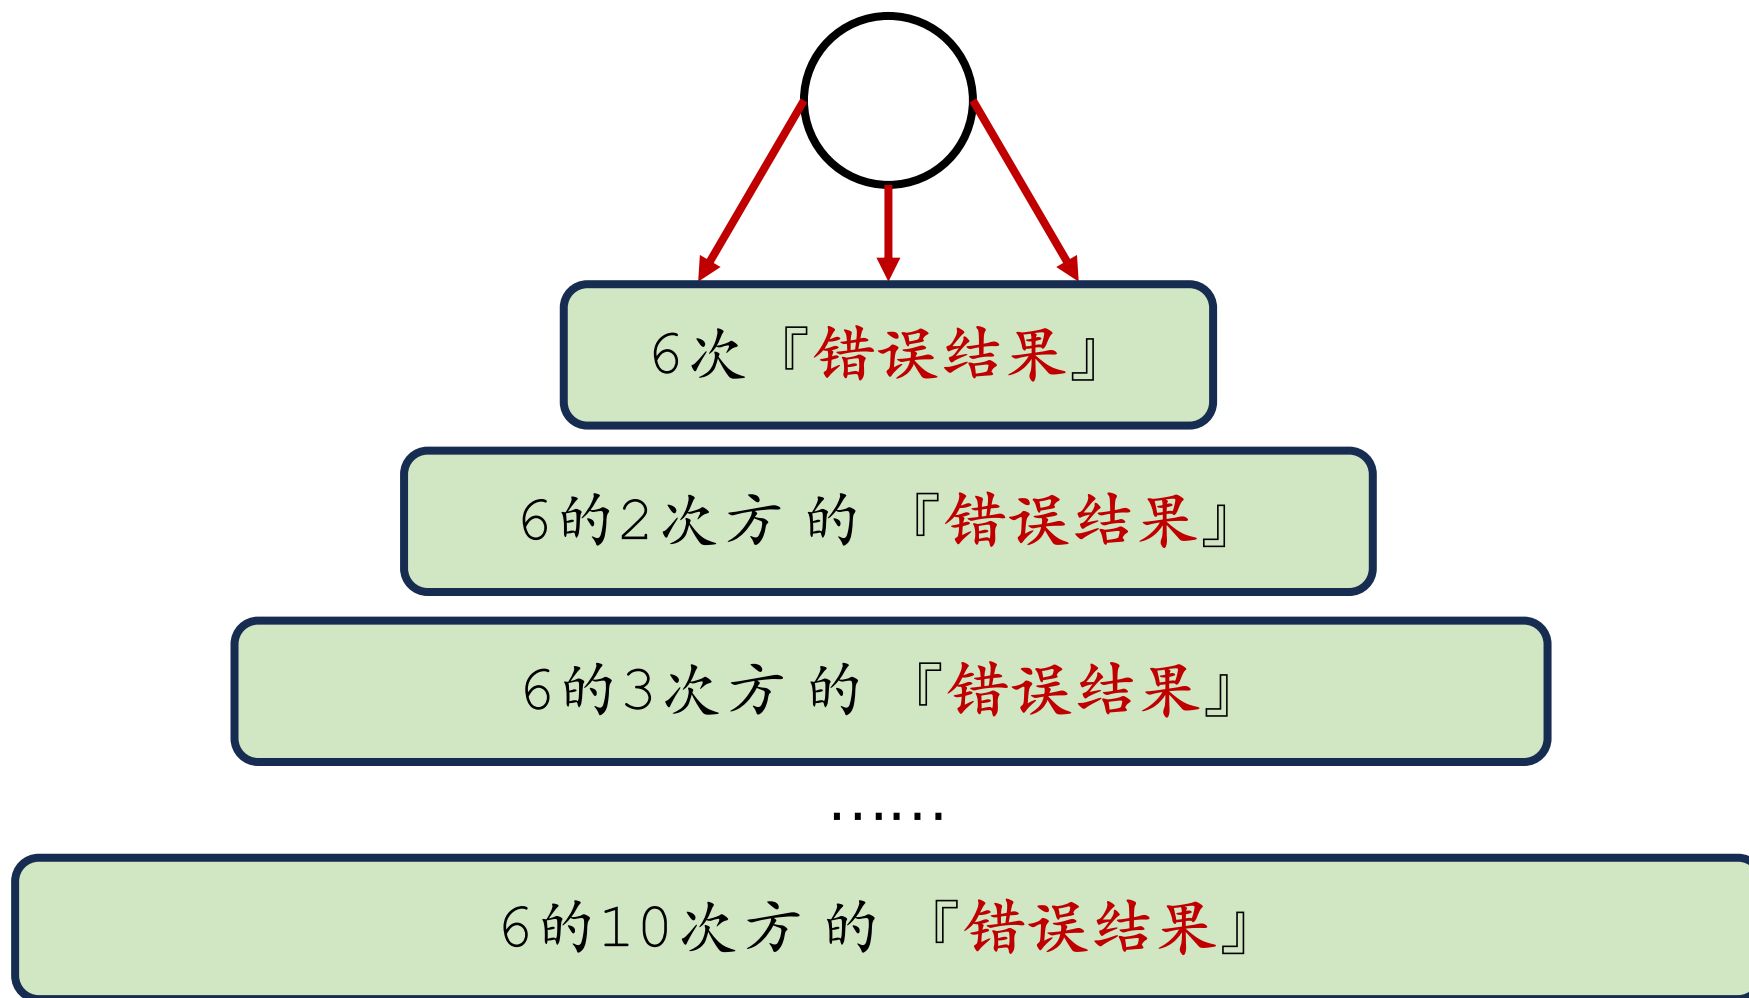 6次『错误结果』
6的2次方 的 『错误结果』
6的3次方 的 『错误结果』
……
6的10次方 的 『错误结果』